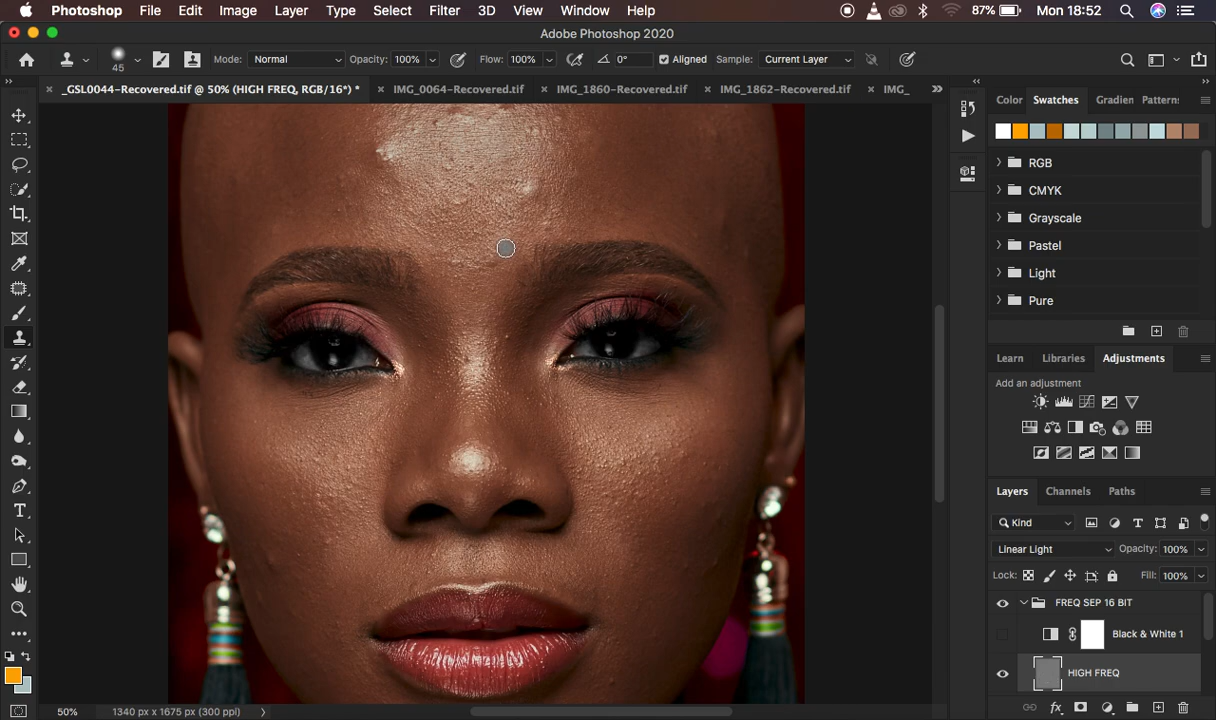 Photoshop File Edit Image Layer Type Select Filter 3D View Window Help 87% Mon 18:52
Adobe Photoshop 2020
45 Mode: Normal Opacity: 100% Flow: 100% 0° Aligned Sample: Current Layer
_GSL0044-Recovered.tif @ 50% (HIGH FREQ, RGB/16*) * IMG_0064-Recovered.tif IMG_1860-Recovered.tif IMG_1862-Recovered.tif IMG_
Color Swatches Gradien Pattern:
RGB
CMYK
Grayscale
Pastel
Light
Pure
Learn Libraries Adjustments
Add an adjustment
Layers Channels Paths
Kind
Linear Light Opacity: 100%
Lock: Fill: 100%
FREQ SEP 16 BIT
Black & White 1
HIGH FREQ
50% 1340 px x 1675 px (300 ppi)